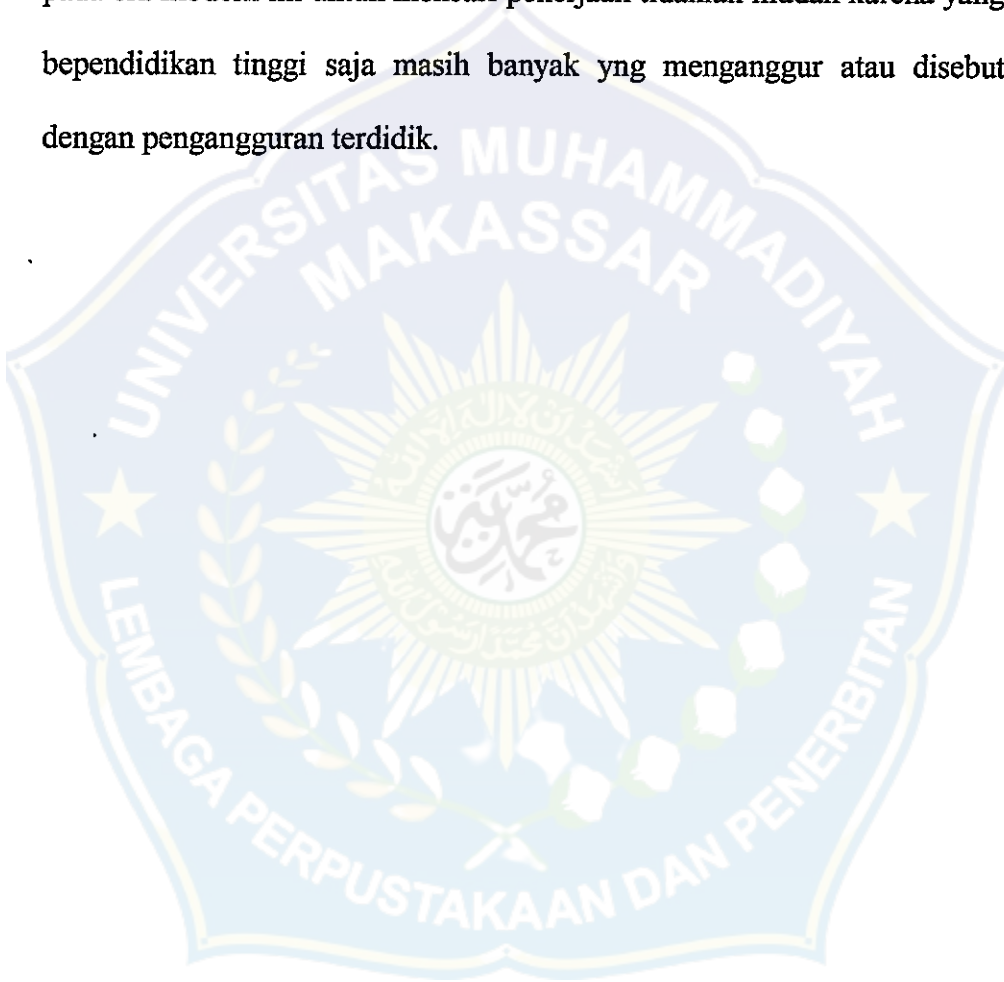 bependidikan tinggi saja masih banyak yng menganggur atau disebut
dengan pengangguran terdidik.
UNIVERSITAS MUHAMMADIYAH
MAKASSAR
LEMBAGA PERPUSTAKAAN DAN PENERBITAN